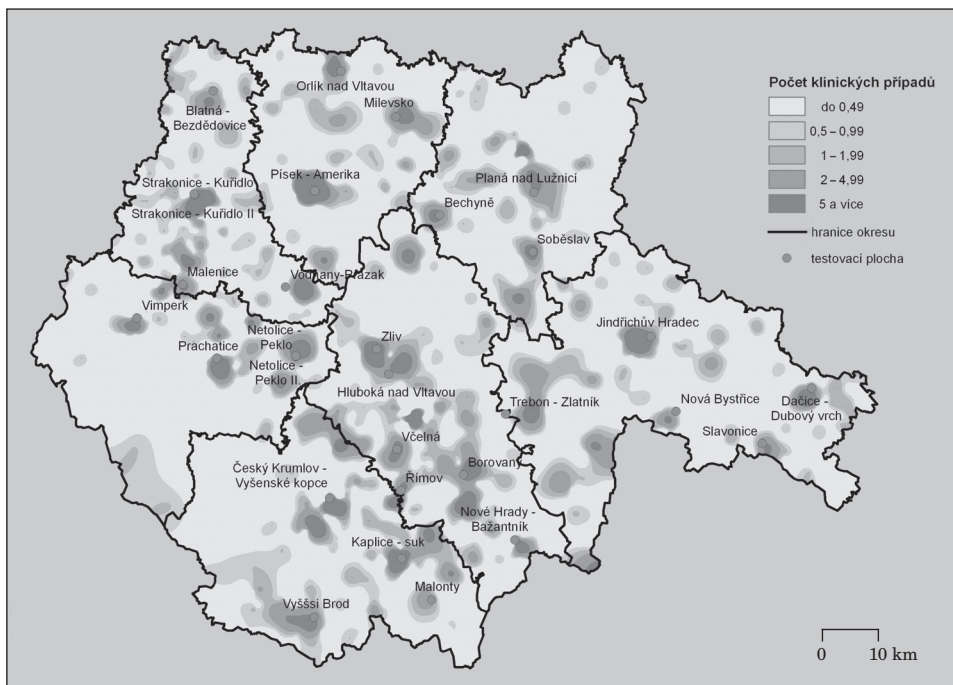 Orlík nad Vltavou
Milevsko
Blatná -
Bezdědovice
Písek - Amerika
Planá nad Lužnicí
Strakonice - Kuřidlo
Strakonice - Kuřidlo II
Bechyně
Soběslav
Malenice
Vodňany-Pražák
Vimperk
Netolice -
Peklo
Prachatice
Netolice -
Peklo II.
Zliv
Jindřichův Hradec
Hluboká nad Vltavou
Trebon - Zlatník
Nová Bystřice
Dačice -
Dubový vrch
Slavonice
Včelná
Borovany
Český Krumlov -
Vyšenské kopce
Římov
Nové Hrady -
Bažantník
Kaplice - suk
Malonty
Vyššsi Brod
Počet klinických případů
do 0,49
0,5 – 0,99
1 – 1,99
2 – 4,99
5 a více
hranice okresu
testovací plocha
0 10 km